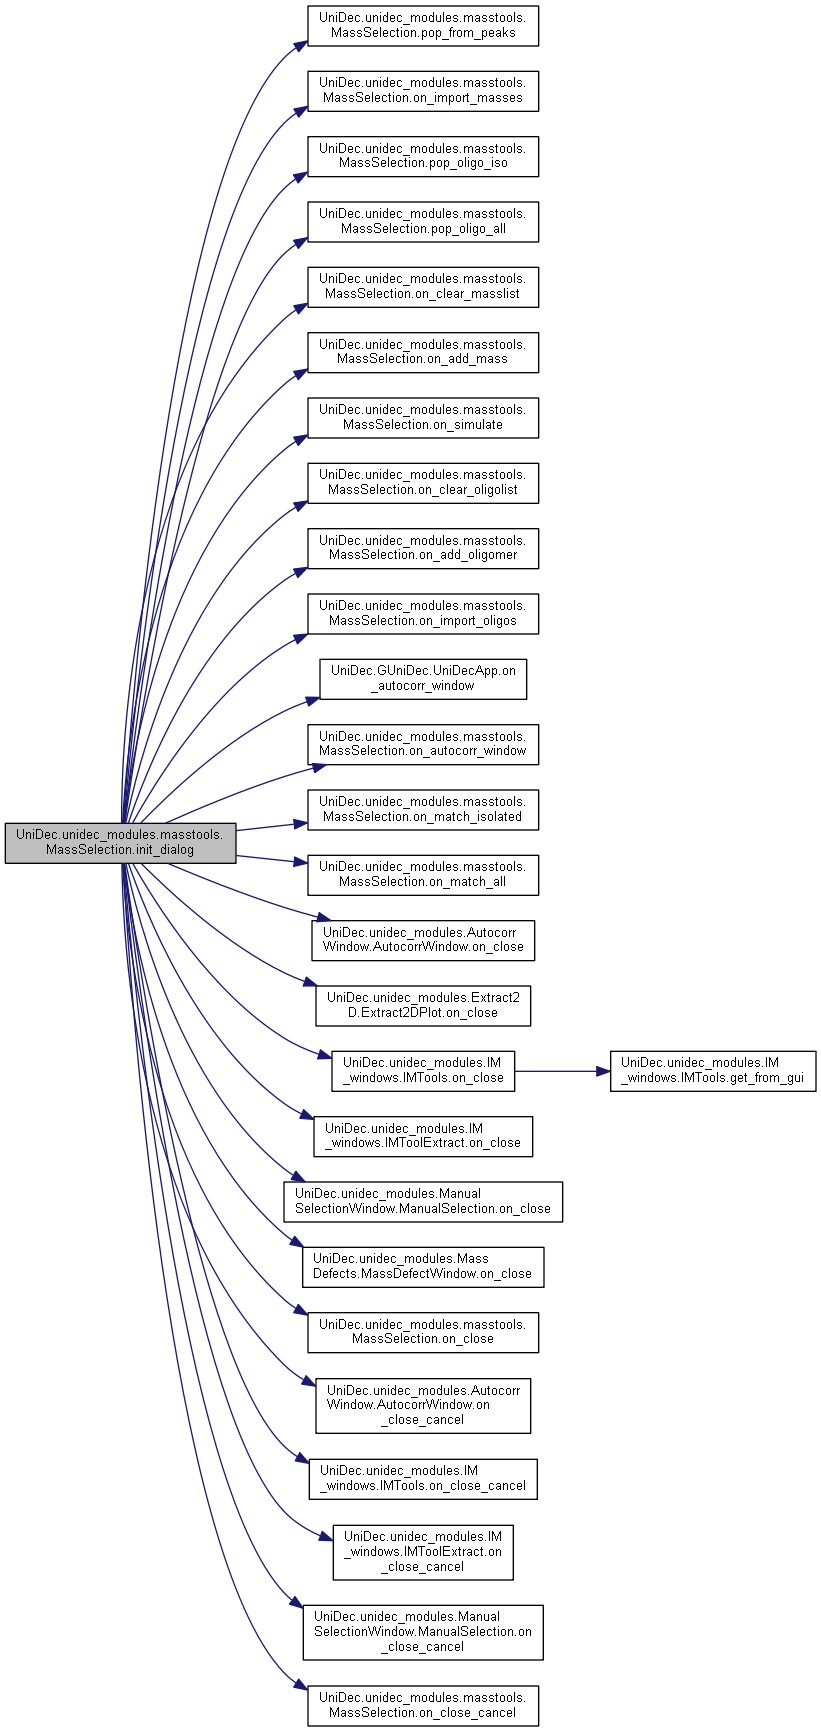 UniDec.unidec_modules.masstools.
MassSelection.pop_from_peaks
UniDec.unidec_modules.masstools.
MassSelection.on_import_masses
UniDec.unidec_modules.masstools.
MassSelection.pop_oligo_iso
UniDec.unidec_modules.masstools.
MassSelection.pop_oligo_all
UniDec.unidec_modules.masstools.
MassSelection.on_clear_masslist
UniDec.unidec_modules.masstools.
MassSelection.on_add_mass
UniDec.unidec_modules.masstools.
MassSelection.on_simulate
UniDec.unidec_modules.masstools.
MassSelection.on_clear_oligolist
UniDec.unidec_modules.masstools.
MassSelection.on_add_oligomer
UniDec.unidec_modules.masstools.
MassSelection.on_import_oligos
UniDec.GUniDec.UniDecApp.on
_autocorr_window
UniDec.unidec_modules.masstools.
MassSelection.on_autocorr_window
UniDec.unidec_modules.masstools.
MassSelection.on_match_isolated
UniDec.unidec_modules.masstools.
MassSelection.init_dialog
UniDec.unidec_modules.masstools.
MassSelection.on_match_all
UniDec.unidec_modules.Autocorr
Window.AutocorrWindow.on_close
UniDec.unidec_modules.Extract2
D.Extract2DPlot.on_close
UniDec.unidec_modules.IM
_windows.IMTools.on_close
UniDec.unidec_modules.IM
_windows.IMTools.get_from_gui
UniDec.unidec_modules.IM
_windows.IMToolExtract.on_close
UniDec.unidec_modules.Manual
SelectionWindow.ManualSelection.on_close
UniDec.unidec_modules.Mass
Defects.MassDefectWindow.on_close
UniDec.unidec_modules.masstools.
MassSelection.on_close
UniDec.unidec_modules.Autocorr
Window.AutocorrWindow.on
_close_cancel
UniDec.unidec_modules.IM
_windows.IMTools.on_close_cancel
UniDec.unidec_modules.IM
_windows.IMToolExtract.on
_close_cancel
UniDec.unidec_modules.Manual
SelectionWindow.ManualSelection.on
_close_cancel
UniDec.unidec_modules.masstools.
MassSelection.on_close_cancel